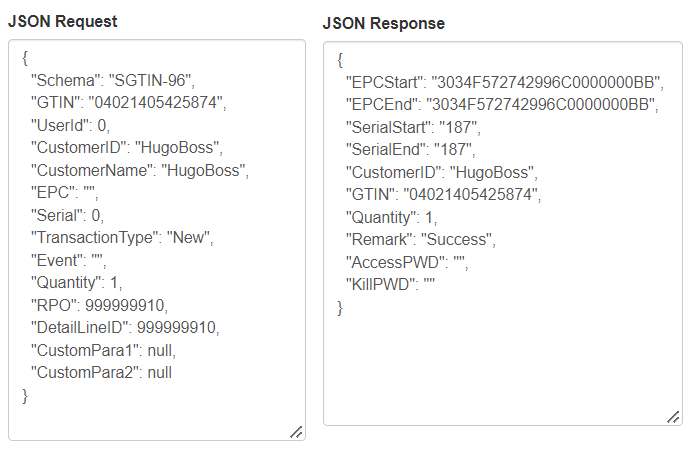 JSON Request
{
"Schema": "SGTIN-96",
"GTIN": "04021405425874",
"UserId": 0,
"CustomerID": "HugoBoss",
"CustomerName": "HugoBoss",
"EPC": "",
"Serial": 0,
"TransactionType": "New",
"Event": "",
"Quantity": 1,
"RPO": 999999910,
"DetailLineID": 999999910,
"CustomPara1": null,
"CustomPara2": null
}
JSON Response
{
"EPCStart": "3034F572742996C0000000BB",
"EPCEnd": "3034F572742996C0000000BB",
"SerialStart": "187",
"SerialEnd": "187",
"CustomerID": "HugoBoss",
"GTIN": "04021405425874",
"Quantity": 1,
"Remark": "Success",
"AccessPWD": "",
"KillPWD": ""
}